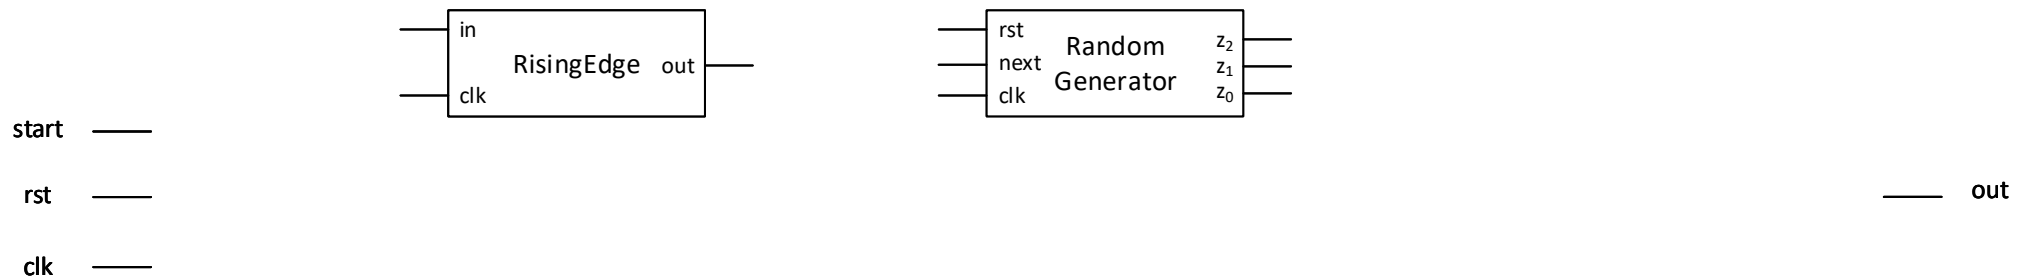 in
RisingEdge
out
clk
rst
next
clk
Random
Generator
z₂
z₁
z₀
start
rst
clk
out